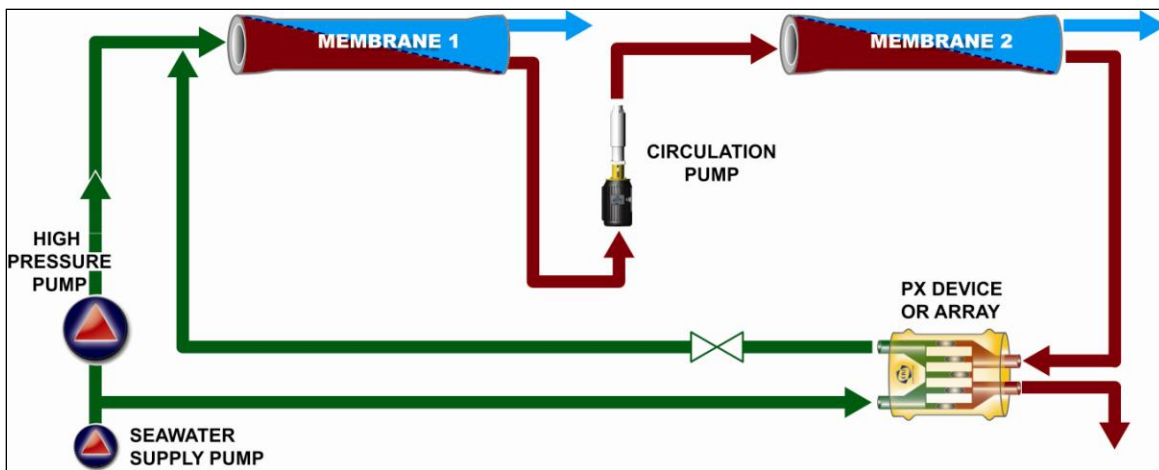 MEMBRANE 1
MEMBRANE 2
CIRCULATION
PUMP
HIGH
PRESSURE
PUMP
PX DEVICE
OR ARRAY
SEAWATER
SUPPLY PUMP